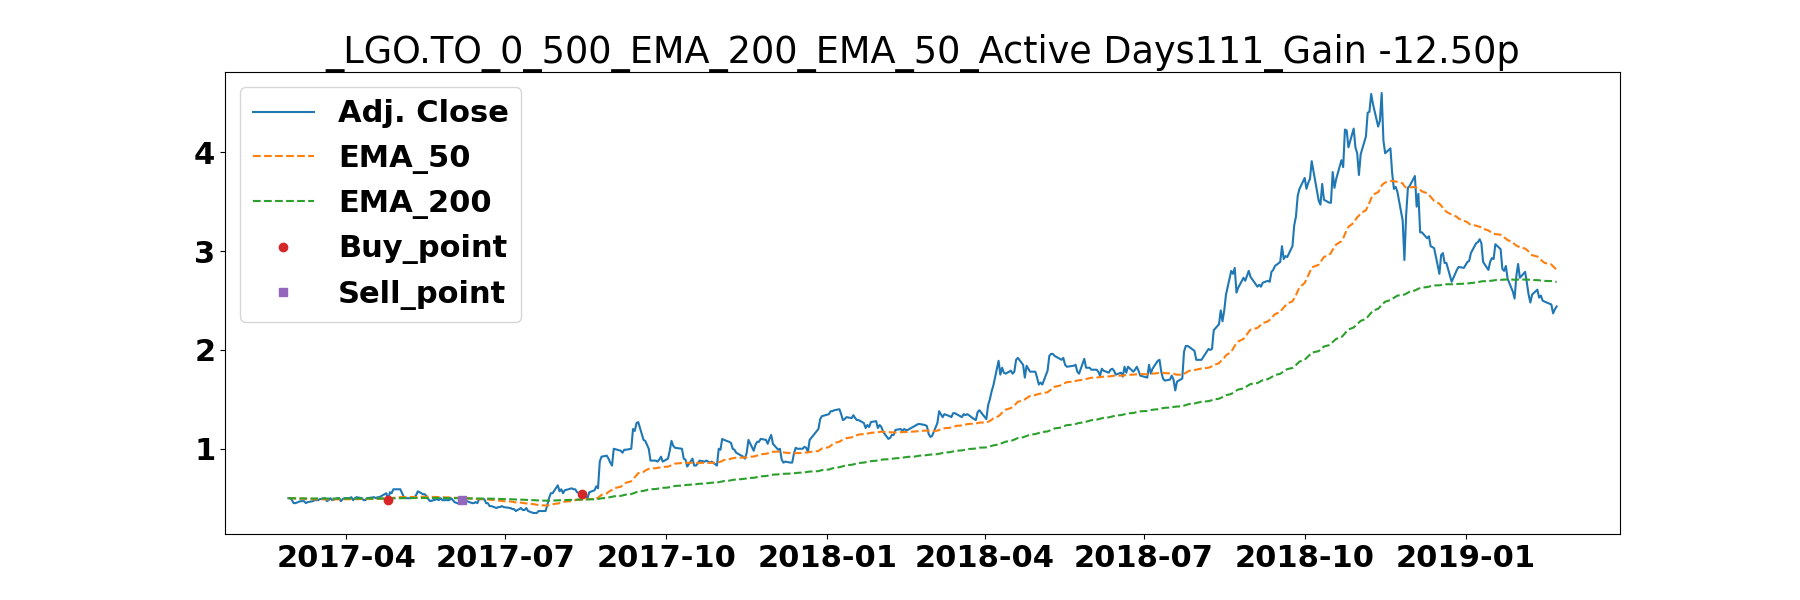 _LGO.TO_0_500_EMA_200_EMA_50_Active Days111_Gain -12.50p
Adj. Close
EMA_50
EMA_200
Buy_point
Sell_point
4
3
2
1
2017-04 2017-07 2017-10 2018-01 2018-04 2018-07 2018-10 2019-01